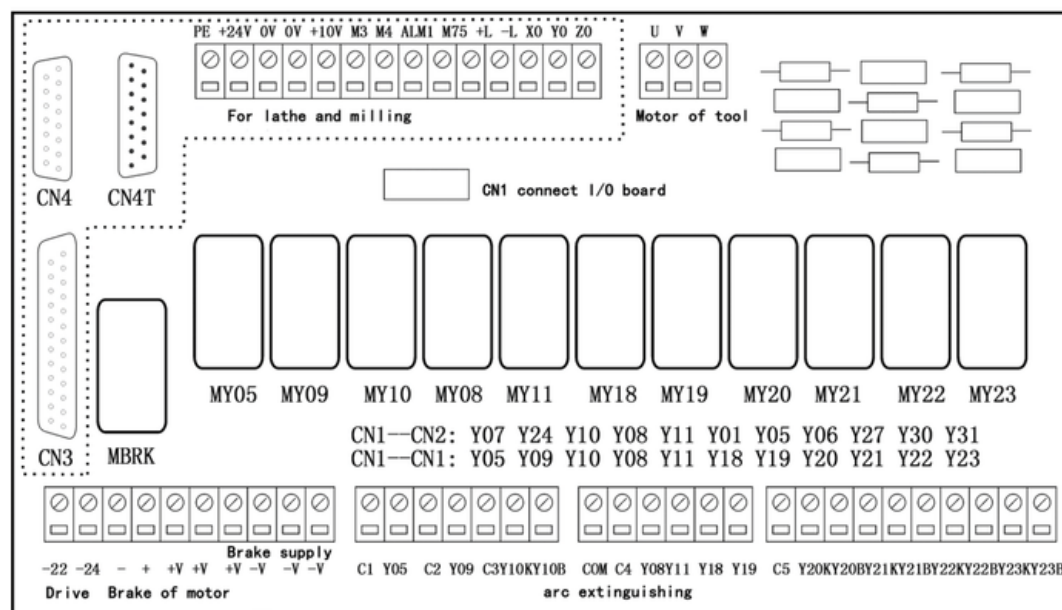 PE +24V 0V 0V +10V M3 M4 ALM1 M75 +L -L X0 Y0 Z0
U V W
For lathe and milling
Motor of tool
CN4 CN4T
CN1 connect I/O board
MY05 MY09 MY10 MY08 MY11 MY18 MY19 MY20 MY21 MY22 MY23
CN1--CN2: Y07 Y24 Y10 Y08 Y11 Y01 Y05 Y06 Y27 Y30 Y31
CN3 MBRK
CN1--CN1: Y05 Y09 Y10 Y08 Y11 Y18 Y19 Y20 Y21 Y22 Y23
Brake supply
-22 -24 - + +V +V +V -V -V -V
C1 Y05 C2 Y09 C3Y10KY10B
COM C4 Y08Y11 Y18 Y19
C5 Y20KY20BY21KY21BY22KY22BY23KY23B
Drive Brake of motor
arc extinguishing